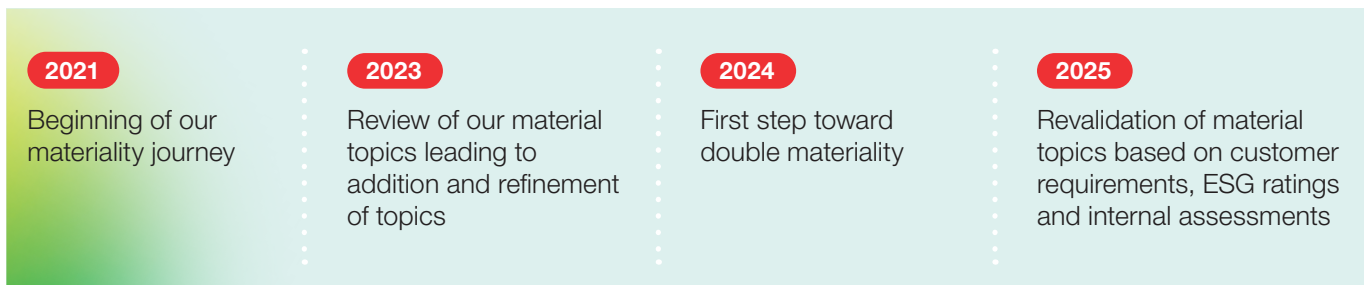 2021
Beginning of our
materiality journey
2023
Review of our material
topics leading to
addition and refinement
of topics
2024
First step toward
double materiality
2025
Revalidation of material
topics based on customer
requirements, ESG ratings
and internal assessments